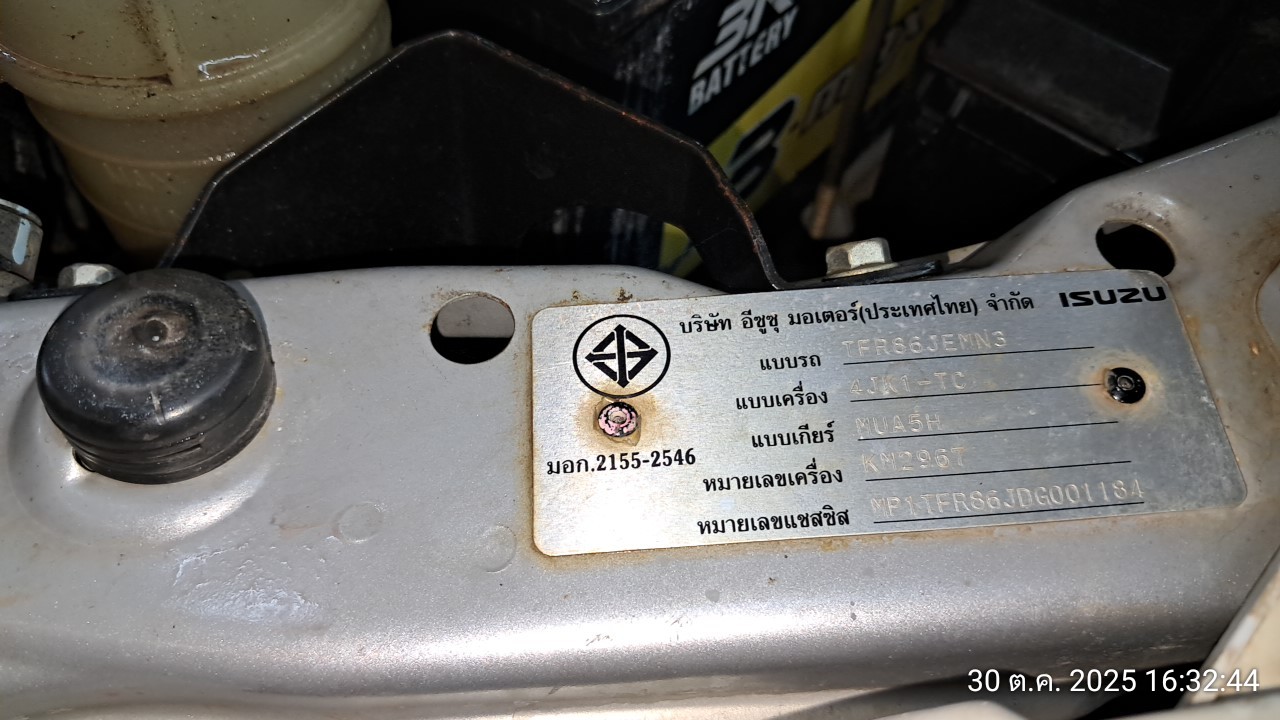 3K
BATTERY
บริษัท อีซูซุ มอเตอร์(ประเทศไทย) จำกัด ISUZU
แบบรถ TFR86JEMN3
แบบเครื่อง 4JK1-TC
แบบเกียร์ MUA5H
มอก.2155-2546
หมายเลขเครื่อง KM2967
หมายเลขแชสซิส MP1TFR86JDG001184
30 ต.ค. 2025 16:32:44